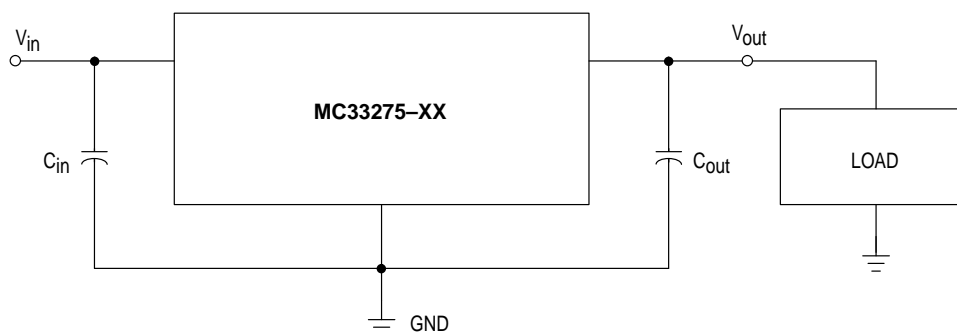 Vin
Vout
MC33275–XX
Cin
Cout
LOAD
GND